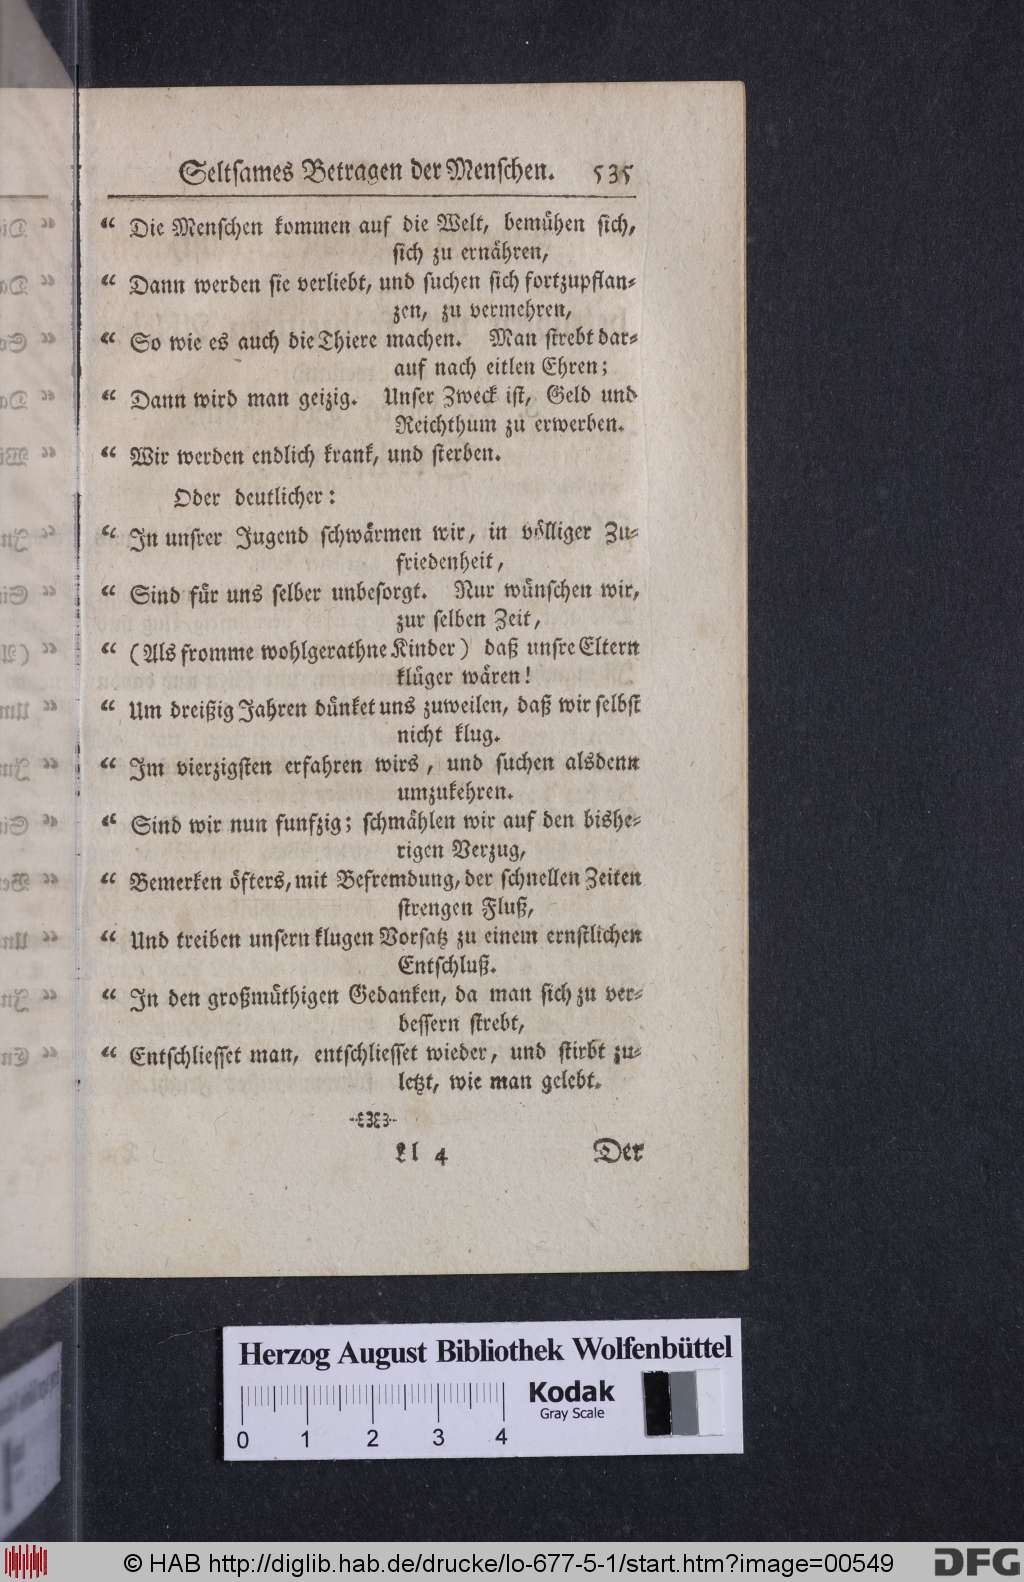 Seltsames Betragen der Menschen. 535
“ Die Menschen kommen auf die Welt, bemühen sich,
sich zu ernähren,
“ Dann werden sie verliebt, und suchen sich fortzupflan-
zen, zu vermehren,
“ So wie es auch die Thiere machen. Man strebt dar-
auf nach eitlen Ehren;
“ Dann wird man geizig. Unser Zweck ist, Geld und
Reichthum zu erwerben.
“ Wir werden endlich krank, und sterben.
Oder deutlicher:
“ In unsrer Jugend schwärmen wir, in völliger Zu-
friedenheit,
“ Sind für uns selber unbesorgt. Nur wünschen wir,
zur selben Zeit,
“ (Als fromme wohlgerathne Kinder) daß unsre Eltern
klüger wären!
“ Um dreißig Jahren dünket uns zuweilen, daß wir selbst
nicht klug.
“ Im vierzigsten erfahren wirs, und suchen alsdenn
umzukehren.
“ Sind wir nun funfzig; schmählen wir auf den bishe-
rigen Verzug,
“ Bemerken öfters, mit Befremdung, der schnellen Zeiten
strengen Fluß,
“ Und treiben unsern klugen Vorsatz zu einem ernstlichen
Entschluß.
“ In den großmüthigen Gedanken, da man sich zu ver-
bessern strebt,
“ Entschliesset man, entschliesset wieder, und stirbt zu-
letzt, wie man gelebt.
Ll 4 Der
Herzog August Bibliothek Wolfenbüttel
Kodak
Gray Scale
0 1 2 3 4
© HAB http://diglib.hab.de/drucke/lo-677-5-1/start.htm?image=00549
DFG